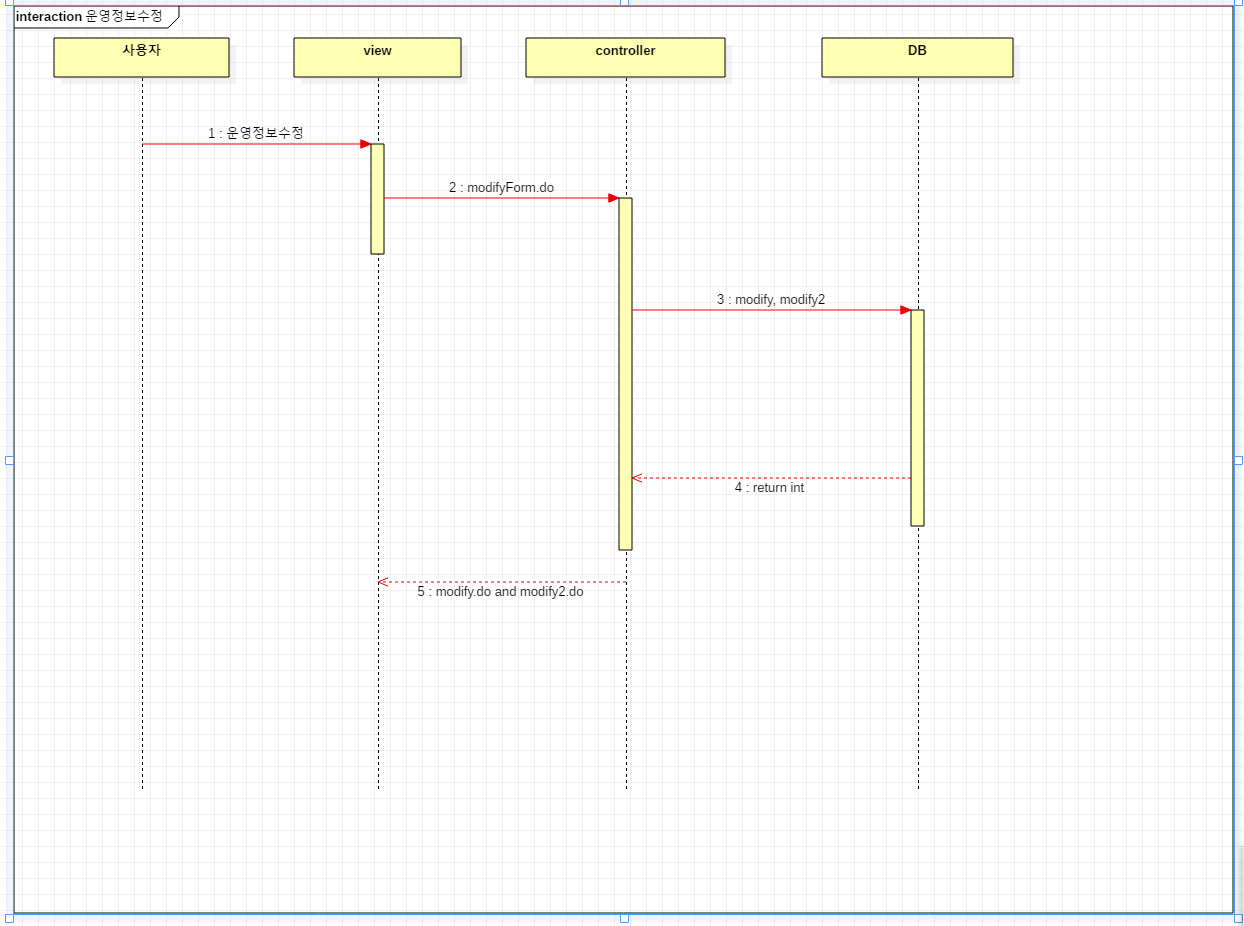 interaction 운영정보수정
사용자
view
controller
DB
1 : 운영정보수정
2 : modifyForm.do
3 : modify, modify2
4 : return int
5 : modify.do and modify2.do